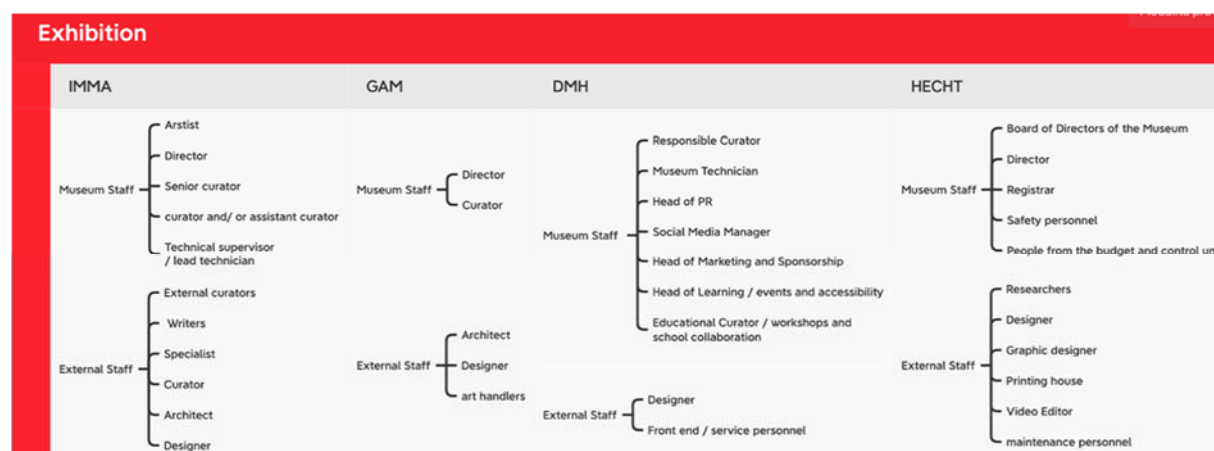 Exhibition
IMMA
GAM
DMH
HECHT
Museum Staff
Arstist
Director
Senior curator
curator and/ or assistant curator
Technical supervisor
/ lead technician
External Staff
External curators
Writers
Specialist
Curator
Architect
Designer
Museum Staff
Director
Curator
External Staff
Architect
Designer
art handlers
Museum Staff
Responsible Curator
Museum Technician
Head of PR
Social Media Manager
Head of Marketing and Sponsorship
Head of Learning / events and accessibility
Educational Curator / workshops and
school collaboration
External Staff
Designer
Front end / service personnel
Museum Staff
Board of Directors of the Museum
Director
Registrar
Safety personnel
People from the budget and control un
External Staff
Researchers
Designer
Graphic designer
Printing house
Video Editor
maintenance personnel